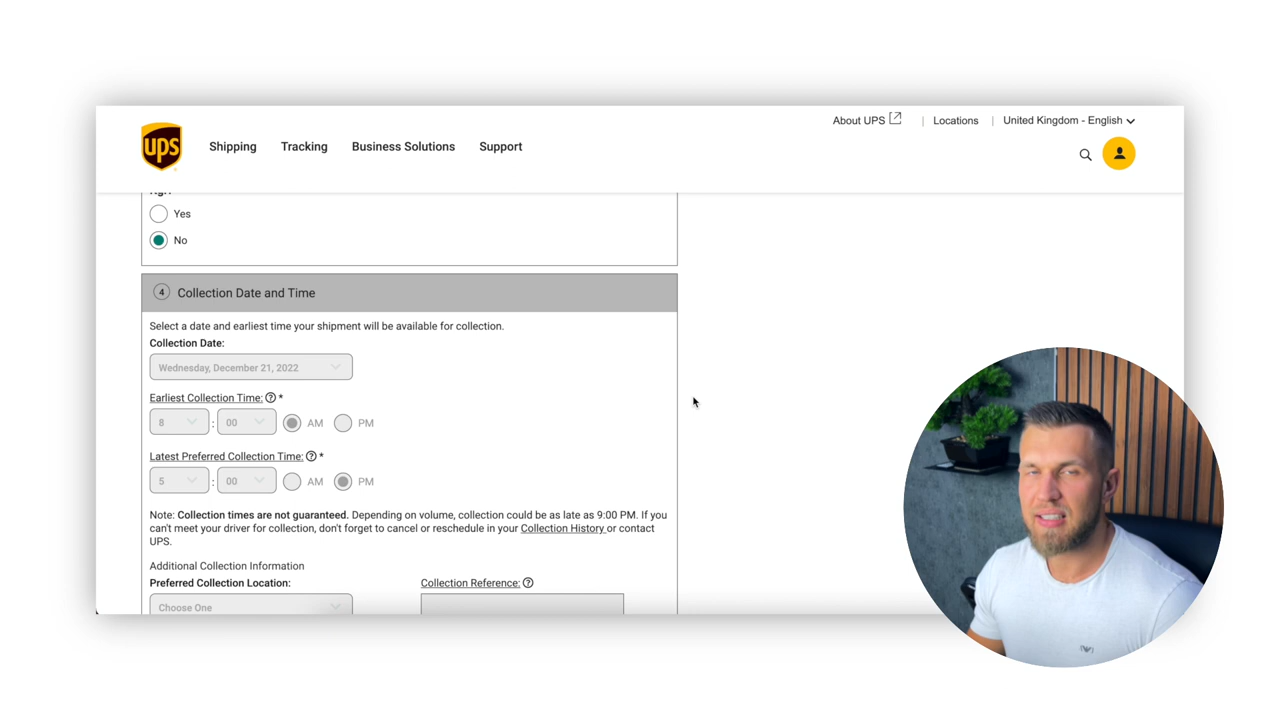 About UPS
Locations
United Kingdom - English
ups
Shipping
Tracking
Business Solutions
Support
Yes
No
4 Collection Date and Time
Select a date and earliest time your shipment will be available for collection.
Collection Date:
Wednesday, December 21, 2022
Earliest Collection Time: ? *
8 : 00 AM PM
Latest Preferred Collection Time: ? *
5 : 00 AM PM
Note: Collection times are not guaranteed. Depending on volume, collection could be as late as 9:00 PM. If you
can't meet your driver for collection, don't forget to cancel or reschedule in your Collection History or contact
UPS.
Additional Collection Information
Preferred Collection Location:
Collection Reference: ?
Choose One